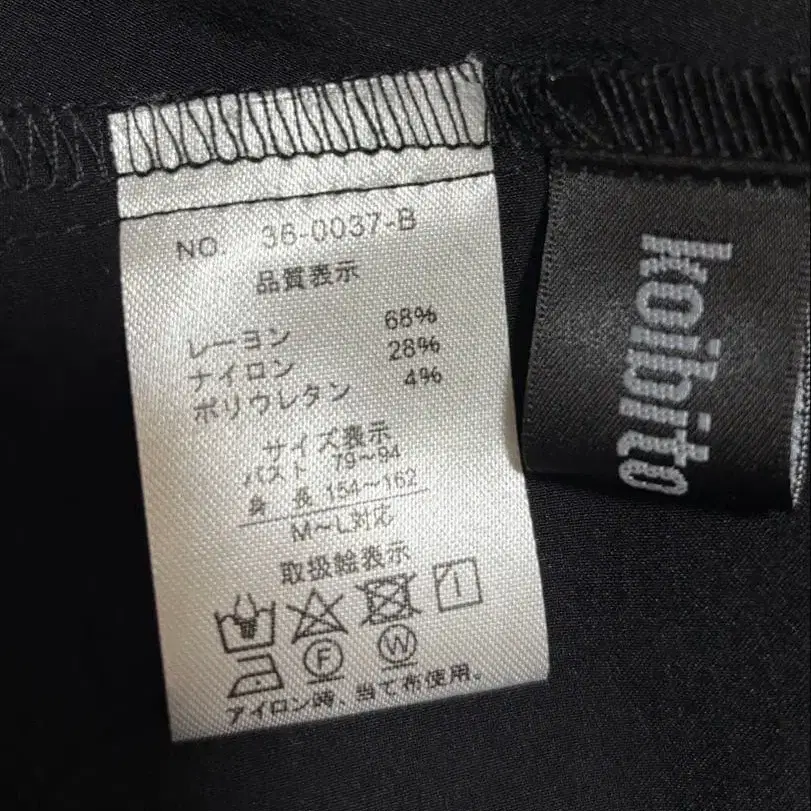 NO. 36-0037-B
品質表示
レーヨン 68%
ナイロン 28%
ポリウレタン 4%
サイズ表示
バスト 79～94
身長 154～162
M～L対応
取扱絵表示
F W
アイロン時、当て布使用。
koibito